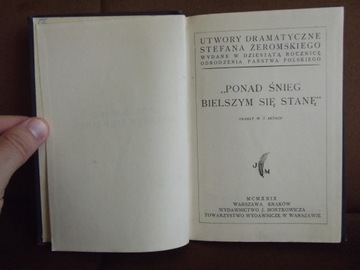 UTWORY DRAMATYCZNE
STEFANA ŻEROMSKIEGO
WYDANE W DZIESIĄTĄ ROCZNICĘ
ODRODZENIA PAŃSTWA POLSKIEGO
„PONAD ŚNIEG
BIELSZYM SIĘ STANĘ"
DRAMAT W 3 AKTACH
J M
MCMXXIX
WARSZAWA, KRAKÓW
WYDAWNICTWO J. MORTKOWICZA
TOWARZYSTWO WYDAWNICZE W WARSZAWIE